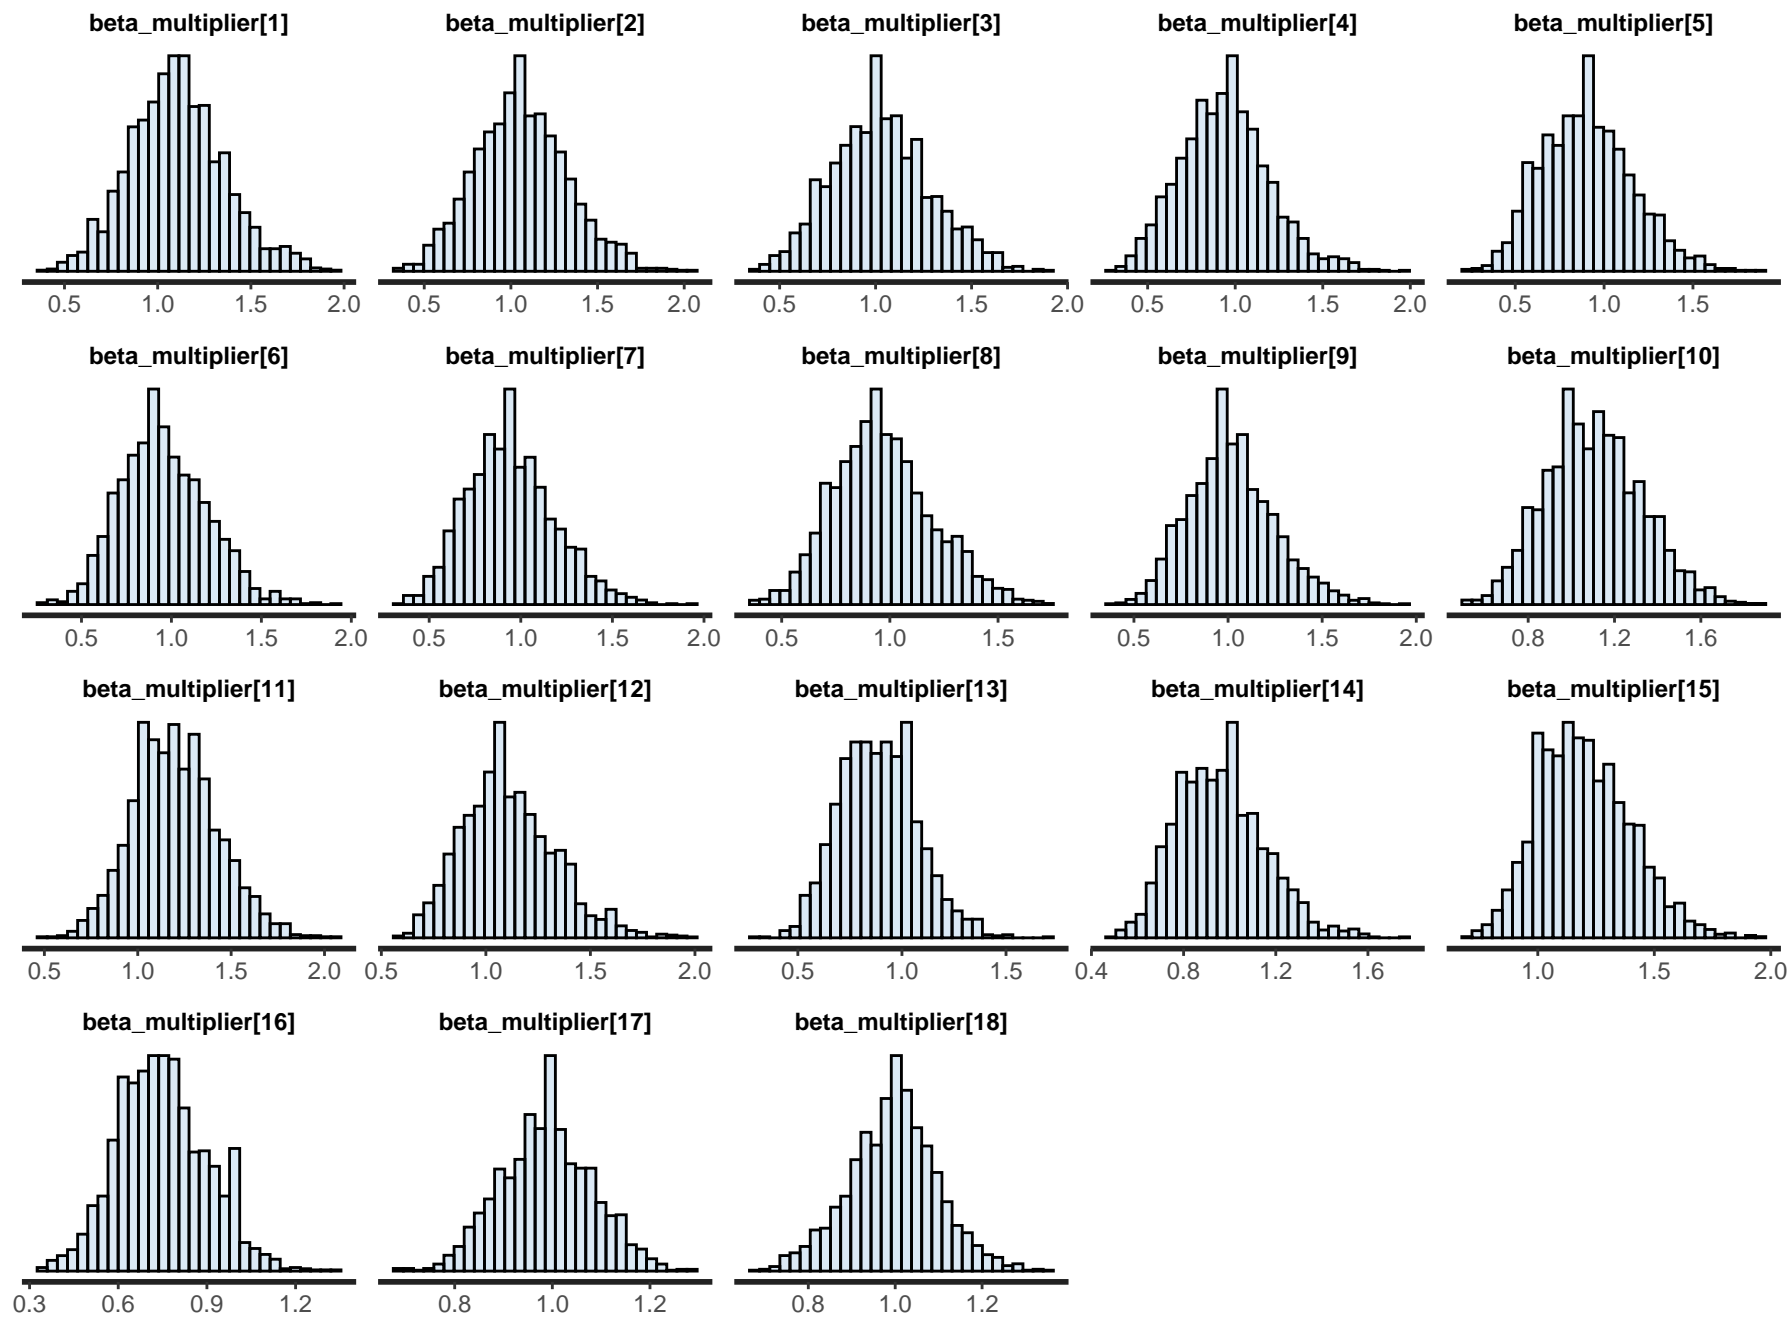 beta_multiplier[1] beta_multiplier[2] beta_multiplier[3] beta_multiplier[4] beta_multiplier[5]
0.5 1.0 1.5 2.0 0.5 1.0 1.5 2.0 0.5 1.0 1.5 2.0 0.5 1.0 1.5 2.0 0.5 1.0 1.5
beta_multiplier[6] beta_multiplier[7] beta_multiplier[8] beta_multiplier[9] beta_multiplier[10]
0.5 1.0 1.5 2.0 0.5 1.0 1.5 2.0 0.5 1.0 1.5 0.5 1.0 1.5 2.0 0.8 1.2 1.6
beta_multiplier[11] beta_multiplier[12] beta_multiplier[13] beta_multiplier[14] beta_multiplier[15]
0.5 1.0 1.5 2.0 0.5 1.0 1.5 2.0 0.5 1.0 1.5 0.4 0.8 1.2 1.6 1.0 1.5 2.0
beta_multiplier[16] beta_multiplier[17] beta_multiplier[18]
0.3 0.6 0.9 1.2 0.8 1.0 1.2 0.8 1.0 1.2